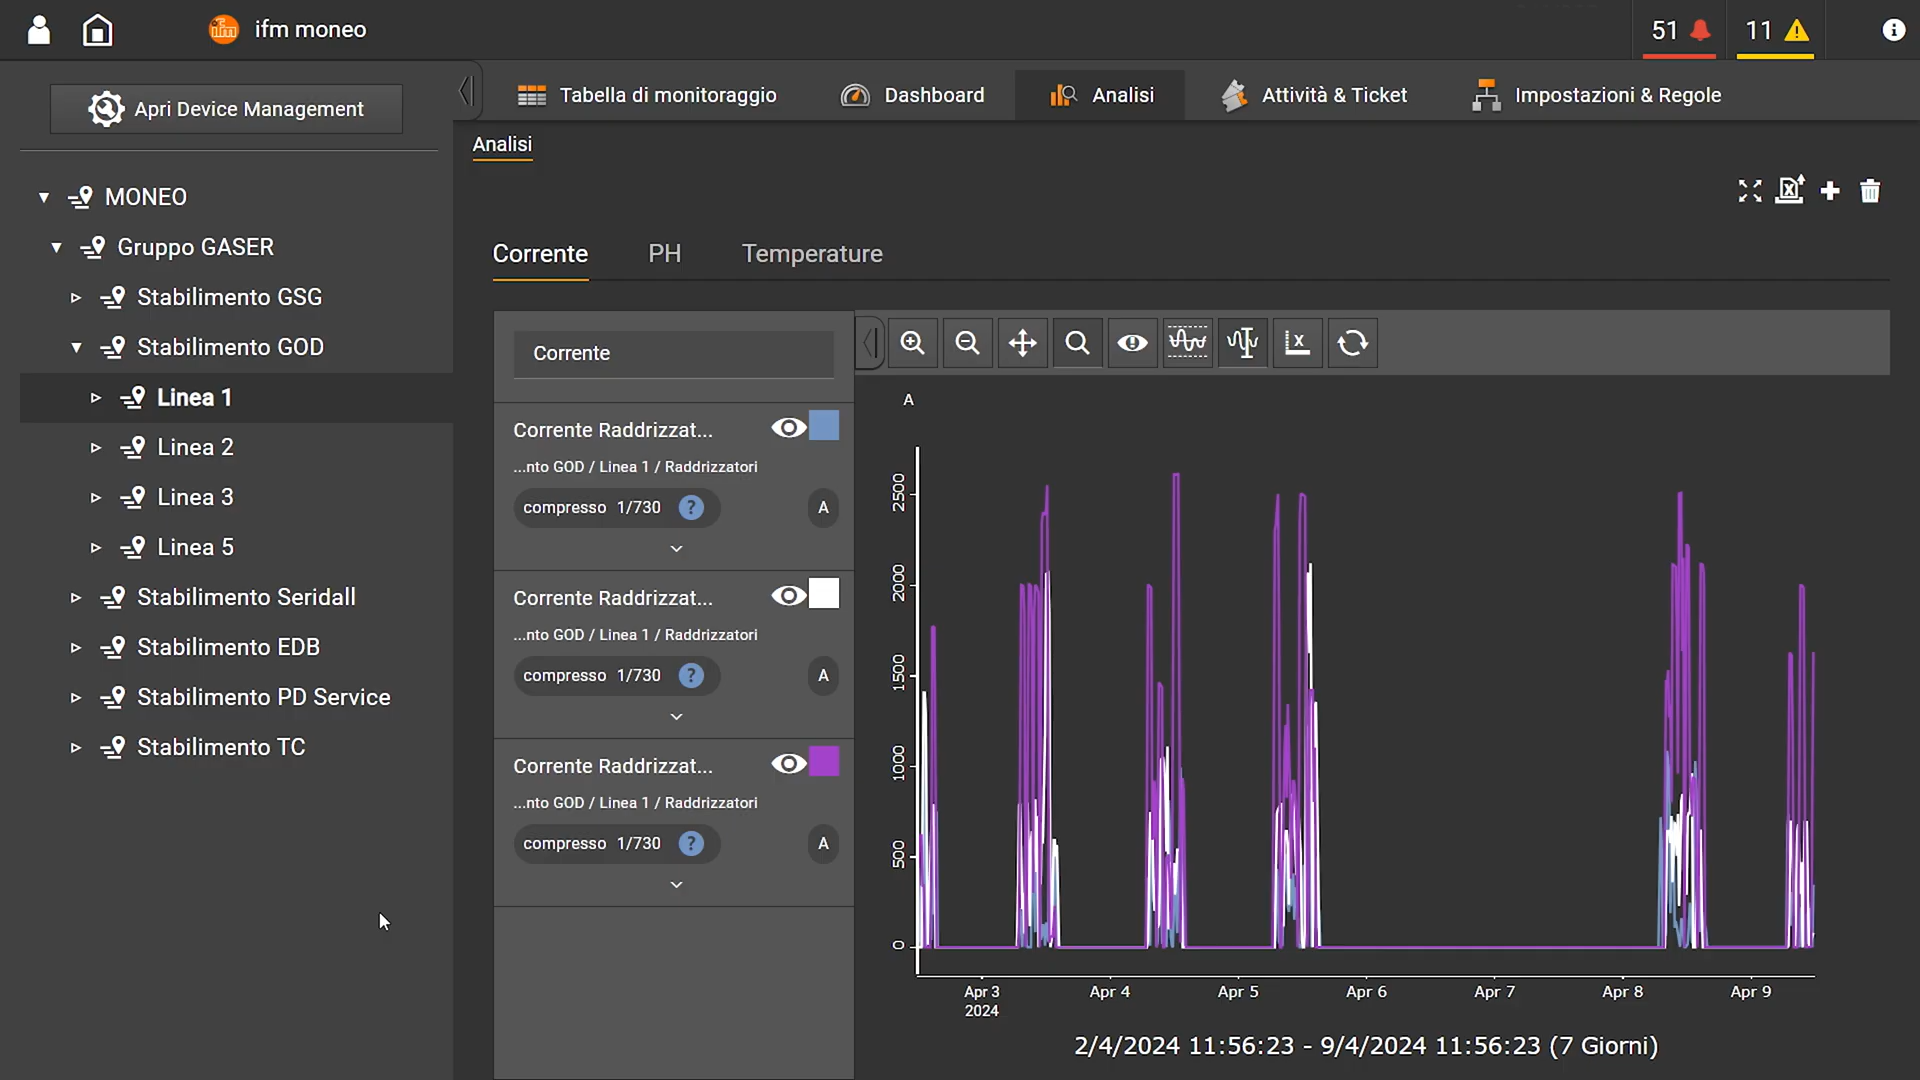 ifm
ifm moneo
51
11
Apri Device Management
Tabella di monitoraggio
Dashboard
Analisi
Attività & Ticket
Impostazioni & Regole
Analisi
MONEO
Gruppo GASER
Stabilimento GSG
Stabilimento GOD
Linea 1
Linea 2
Linea 3
Linea 5
Stabilimento Seridall
Stabilimento EDB
Stabilimento PD Service
Stabilimento TC
Corrente
PH
Temperature
Corrente
Corrente Raddrizzat...
...nto GOD / Linea 1 / Raddrizzatori
compresso 1/730 ?
A
Corrente Raddrizzat...
...nto GOD / Linea 1 / Raddrizzatori
compresso 1/730 ?
A
Corrente Raddrizzat...
...nto GOD / Linea 1 / Raddrizzatori
compresso 1/730 ?
A
A
2500
2000
1500
1000
500
0
Apr 3
2024
Apr 4
Apr 5
Apr 6
Apr 7
Apr 8
Apr 9
2/4/2024 11:56:23 - 9/4/2024 11:56:23 (7 Giorni)